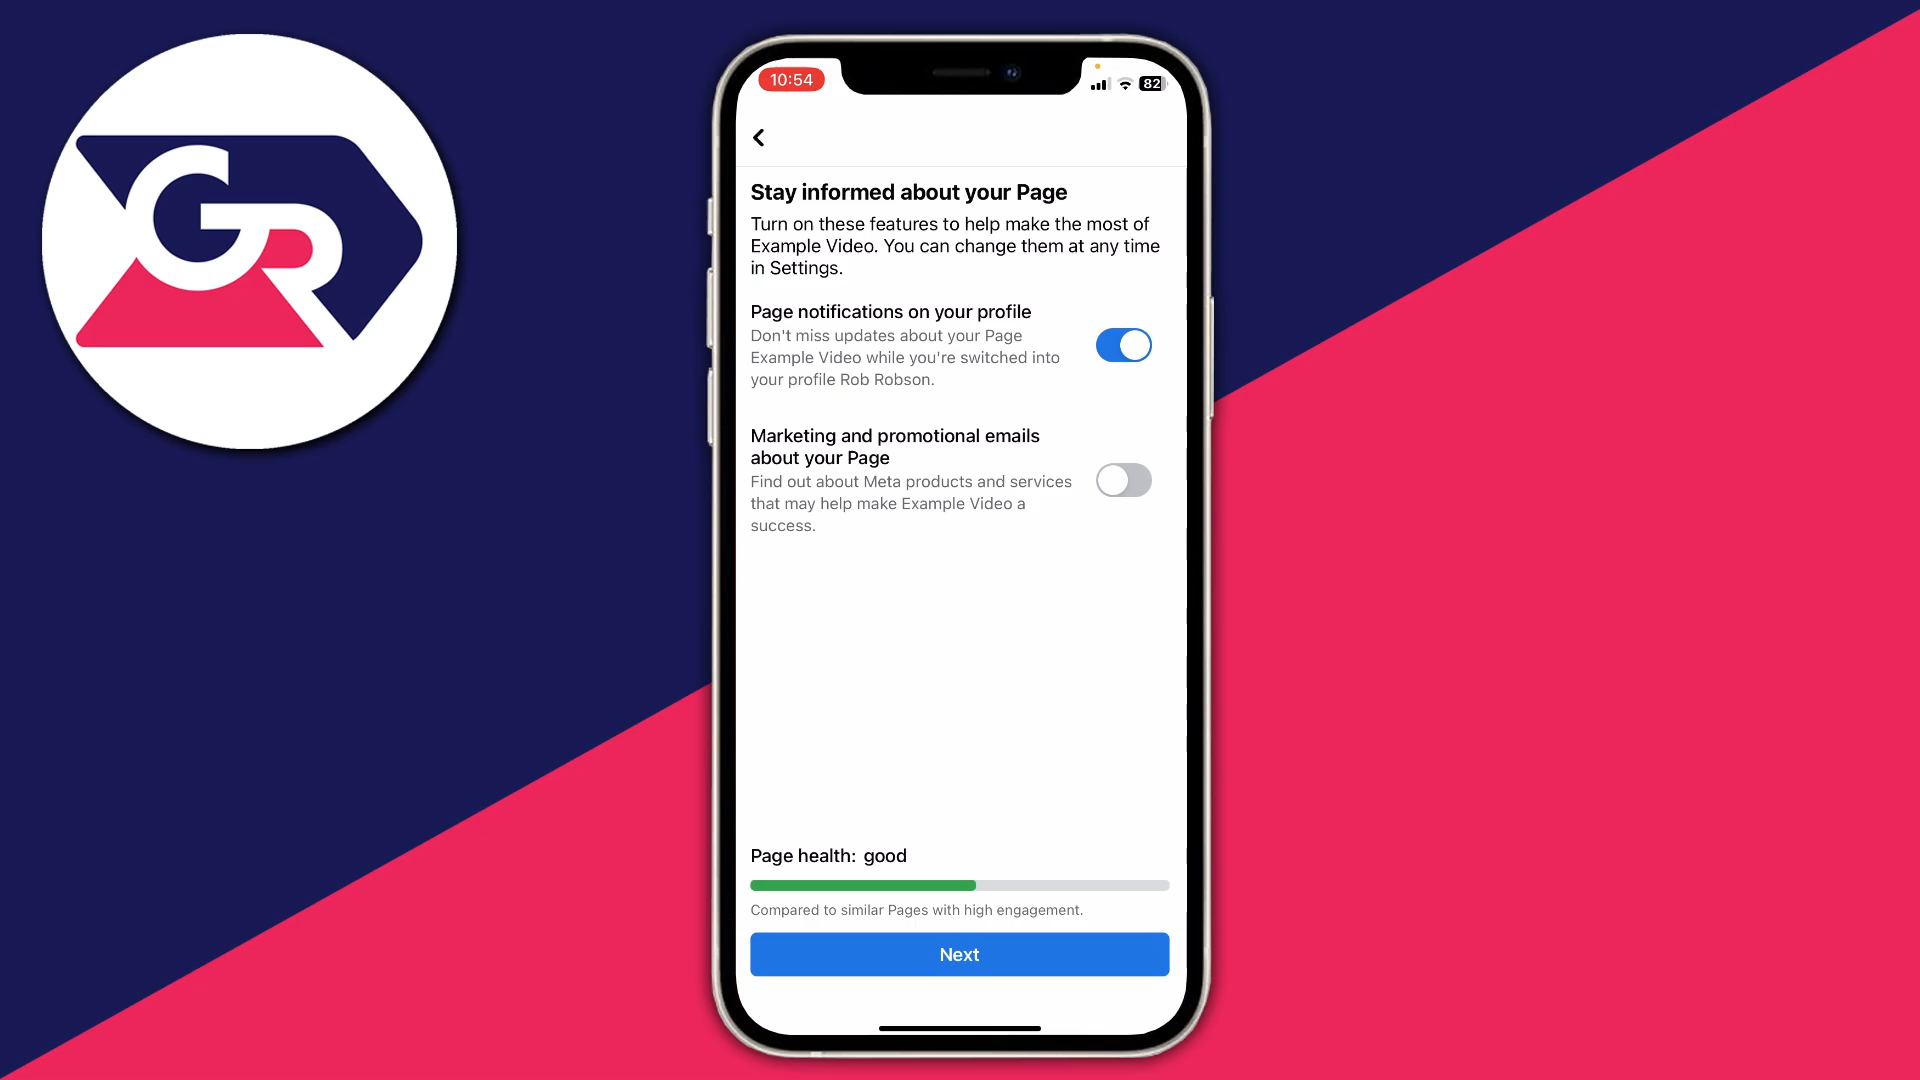 GR
10:54
82
Stay informed about your Page
Turn on these features to help make the most of
Example Video. You can change them at any time
in Settings.
Page notifications on your profile
Don't miss updates about your Page
Example Video while you're switched into
your profile Rob Robson.
Marketing and promotional emails
about your Page
Find out about Meta products and services
that may help make Example Video a
success.
Page health: good
Compared to similar Pages with high engagement.
Next